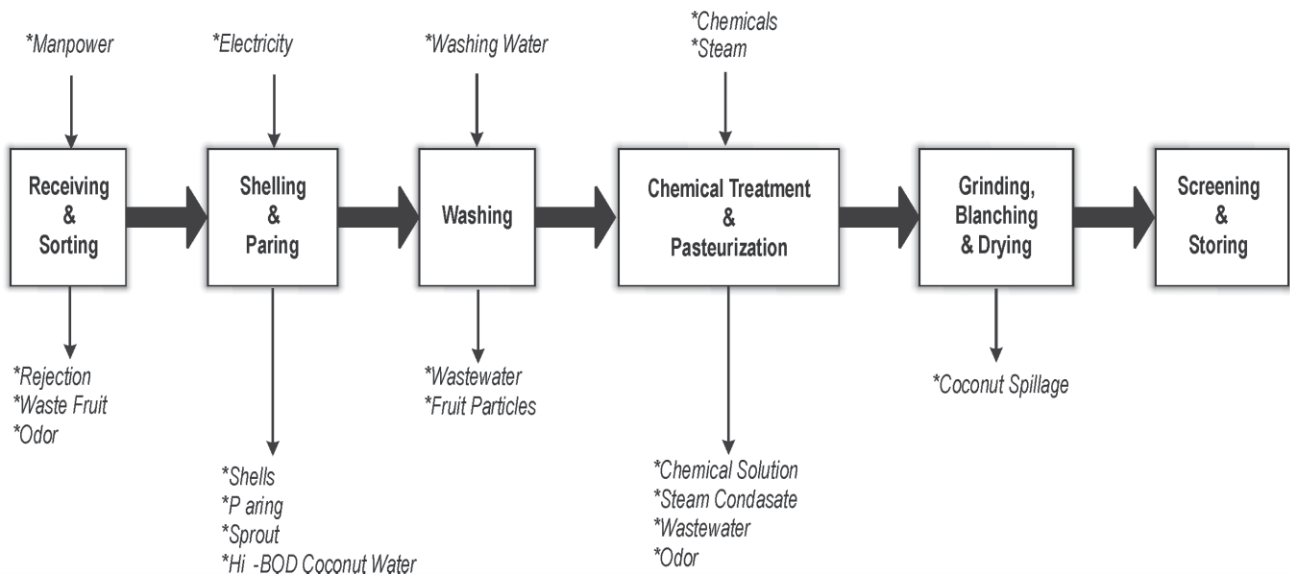 *Manpower
*Electricity
*Washing Water
*Chemicals
*Steam
Receiving
&
Sorting
Shelling
&
Paring
Washing
Chemical Treatment
&
Pasteurization
Grinding,
Blanching
& Drying
Screening
&
Storing
*Rejection
*Waste Fruit
*Odor
*Shells
*P aring
*Sprout
*Hi -BOD Coconut Water
*Wastewater
*Fruit Particles
*Chemical Solution
*Steam Condasate
*Wastewater
*Odor
*Coconut Spillage